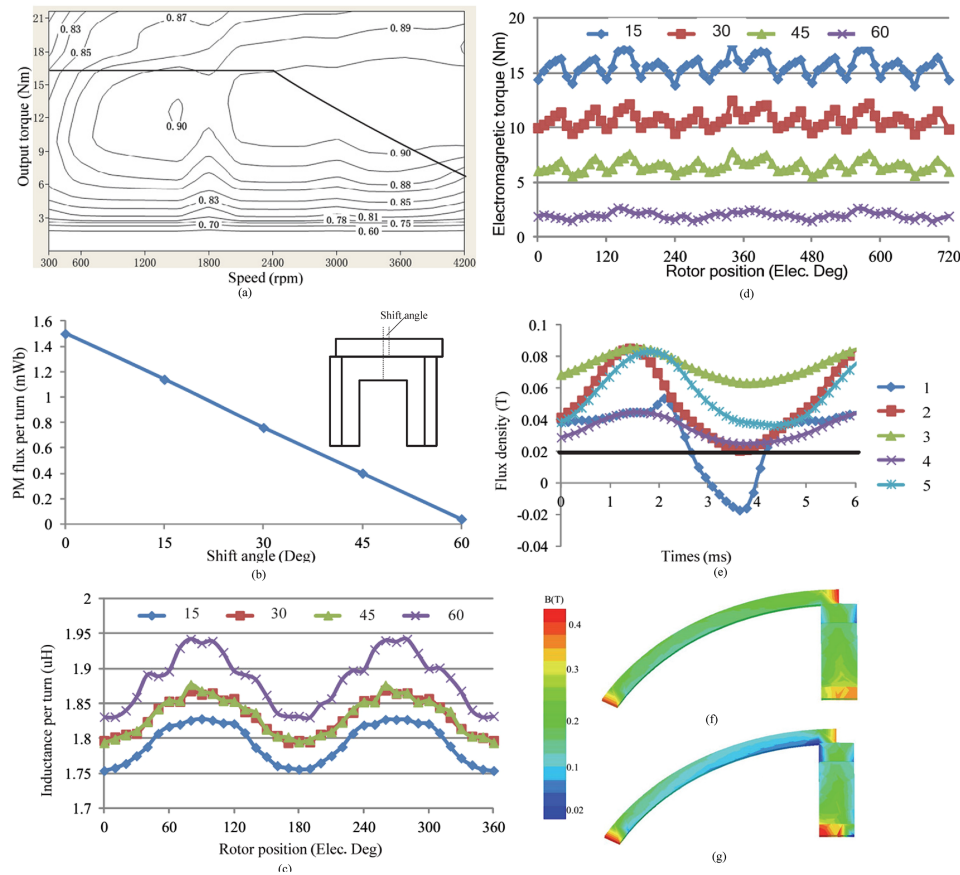 0.83
0.87
0.89
0.85
0.90
0.90
0.88
0.83
0.85
0.78
0.81
0.70
0.75
0.60
21
18
15
12
9
6
3
Output torque (Nm)
300 600 1200 1800 2400 3000 3600 4200
Speed (rpm)
(a)
15 30 45 60
20
15
10
5
0
Electromagnetic torque (Nm)
0 120 240 360 480 600 720
Rotor position (Elec. Deg)
(d)
1.6
1.4
1.2
1
0.8
0.6
0.4
0.2
0
PM flux per turn (mW/b)
Shift angle
0 15 30 45 60
Shift angle (Deg)
(b)
0.1
0.08
0.06
0.04
0.02
0
-0.02
-0.04
Flux density (T)
0 1 2 3 4 5 6
1
2
3
4
5
Times (ms)
(e)
2
1.95
1.9
1.85
1.8
1.75
1.7
Inductance per turn (uH)
15 30 45 60
0 60 120 180 240 300 360
Rotor position (Elec. Deg)
(c)
B(T)
0.4
0.3
0.2
0.1
0.02
(f)
(g)